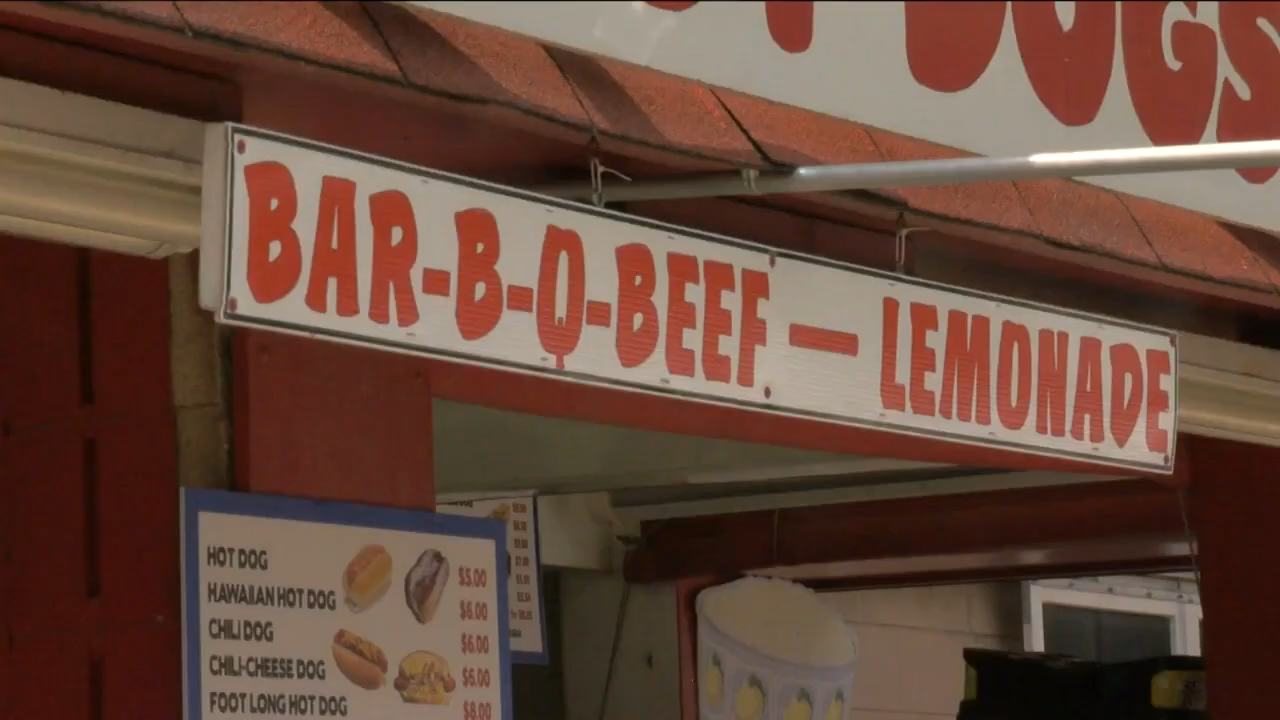 DOGS
BAR-B-Q-BEEF — LEMONADE
HOT DOG $5.00
HAWAIIAN HOT DOG $6.00
CHILI DOG $6.00
CHILI-CHEESE DOG $6.00
FOOT LONG HOT DOG $8.00